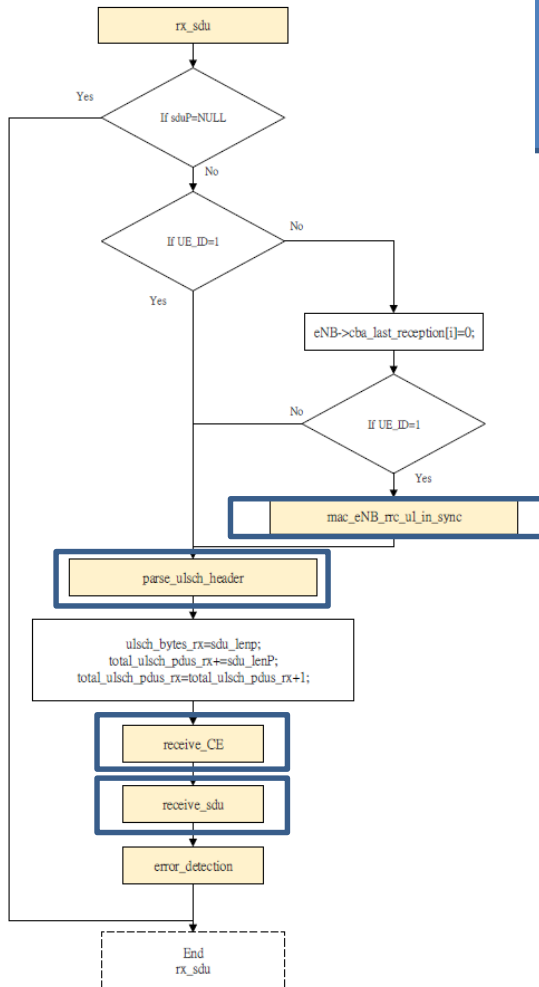 rx_sdu
Yes
If sduP=NULL
No
If UE_ID=1
No
Yes
eNB->cba_last_reception[i]=0;
No
If UE_ID=1
Yes
mac_eNB_rrc_ul_in_sync
parse_ulsch_header
ulsch_bytes_rx=sdu_lenp;
total_ulsch_pdus_rx+=sdu_lenP;
total_ulsch_pdus_rx=total_ulsch_pdus_rx+1;
receive_CE
receive_sdu
error_detection
End
rx_sdu